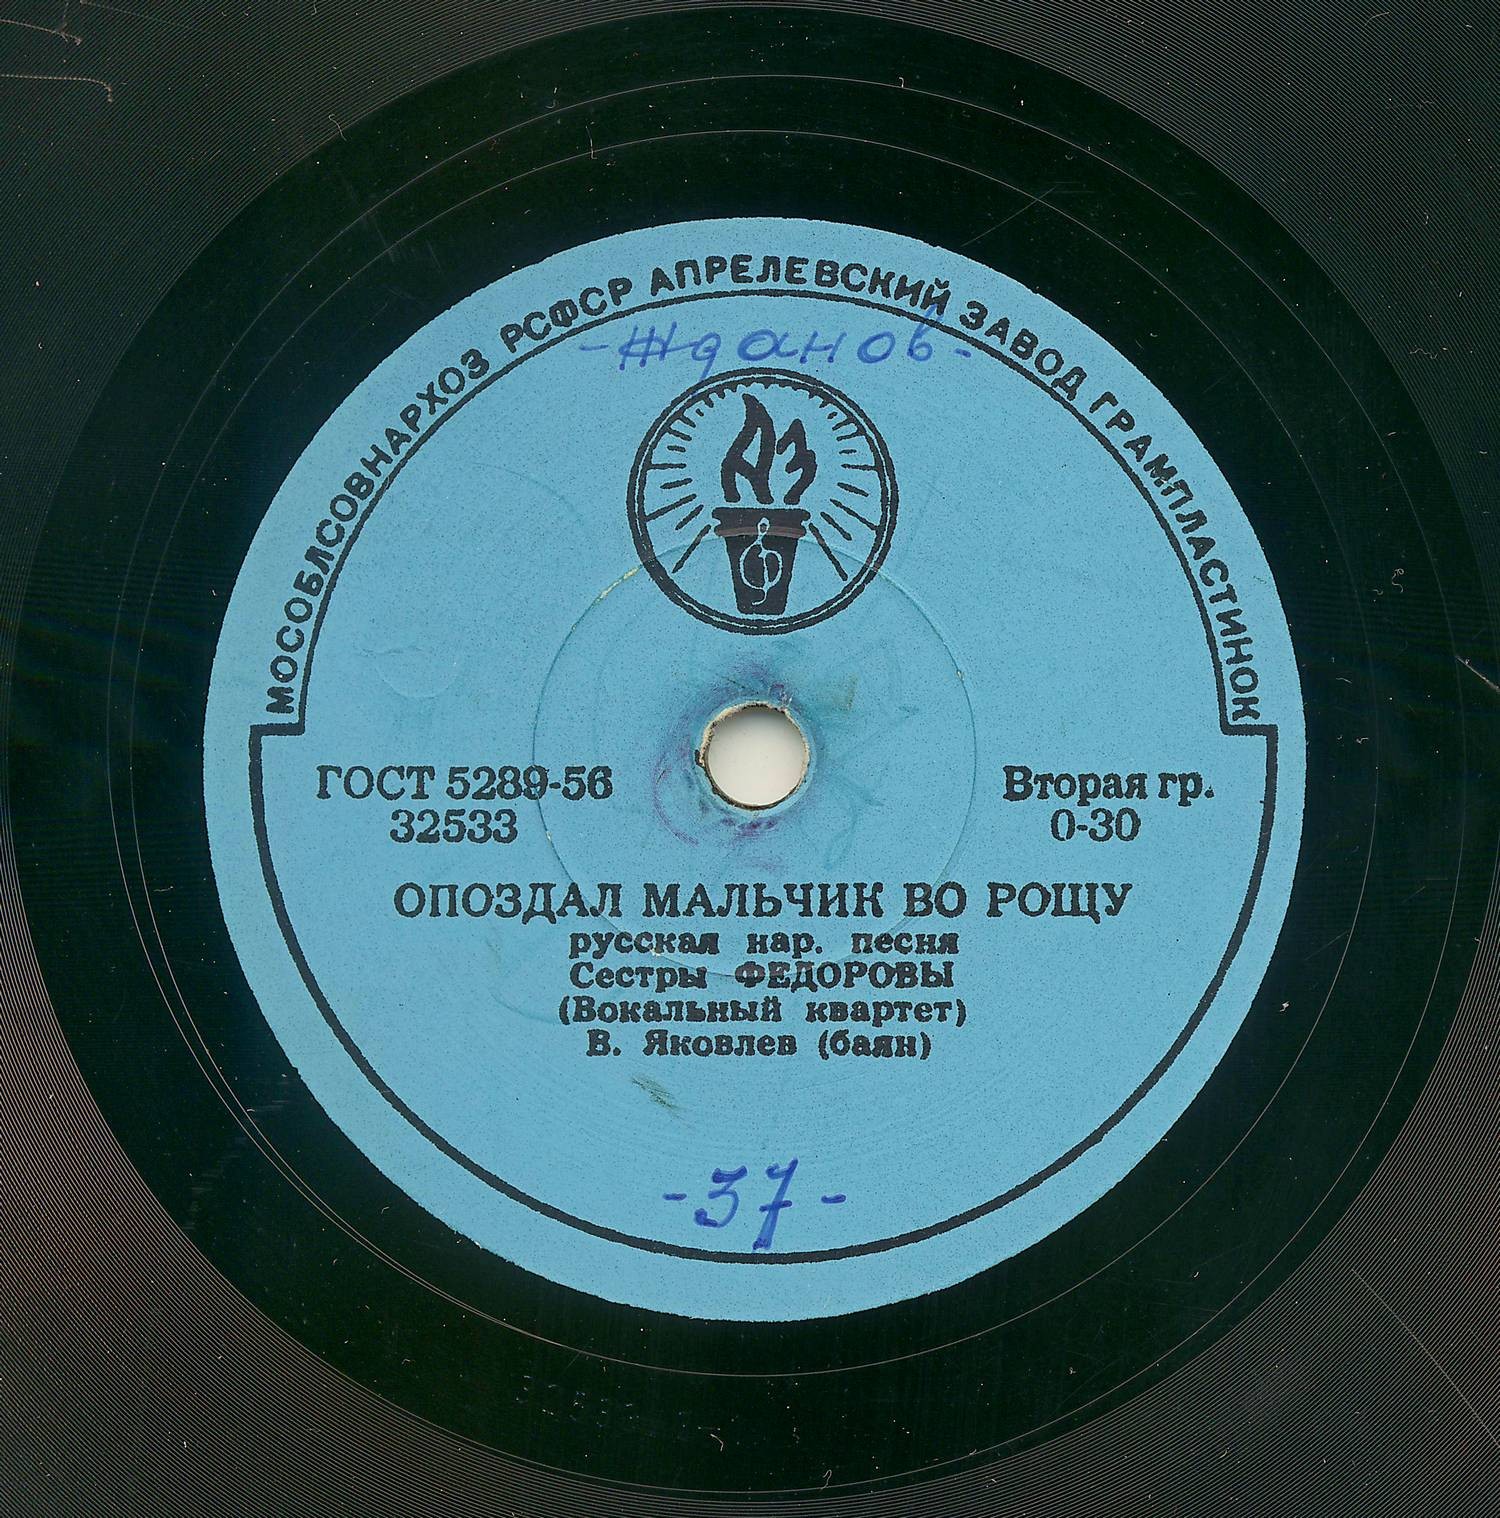 МОСОБЛСОВНАРХОЗ РСФСР АПРЕЛЕВСКИЙ ЗАВОД ГРАМПЛАСТИНОК
-Жданов-
АЗ
ГОСТ 5289-56
32533
Вторая гр.
0-30
ОПОЗДАЛ МАЛЬЧИК ВО РОЩУ
русская нар. песня
Сестры ФЕДОРОВЫ
(Вокальный квартет)
В. Яковлев (баян)
-37-